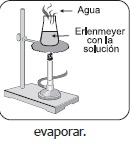 Agua
Erlenmeyer
con la
solución
evaporar.